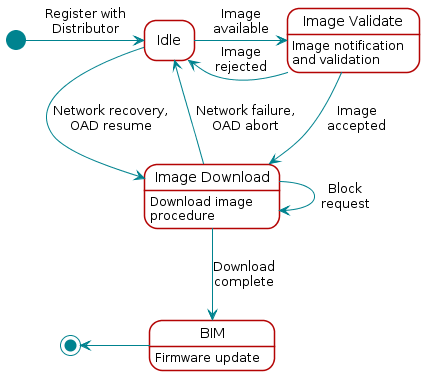 Register with
Distributor
Idle
Image
available
Image
rejected
Image Validate
Image notification
and validation
Network recovery,
OAD resume
Network failure,
OAD abort
Image
accepted
Image Download
Download image
procedure
Block
request
Download
complete
BIM
Firmware update